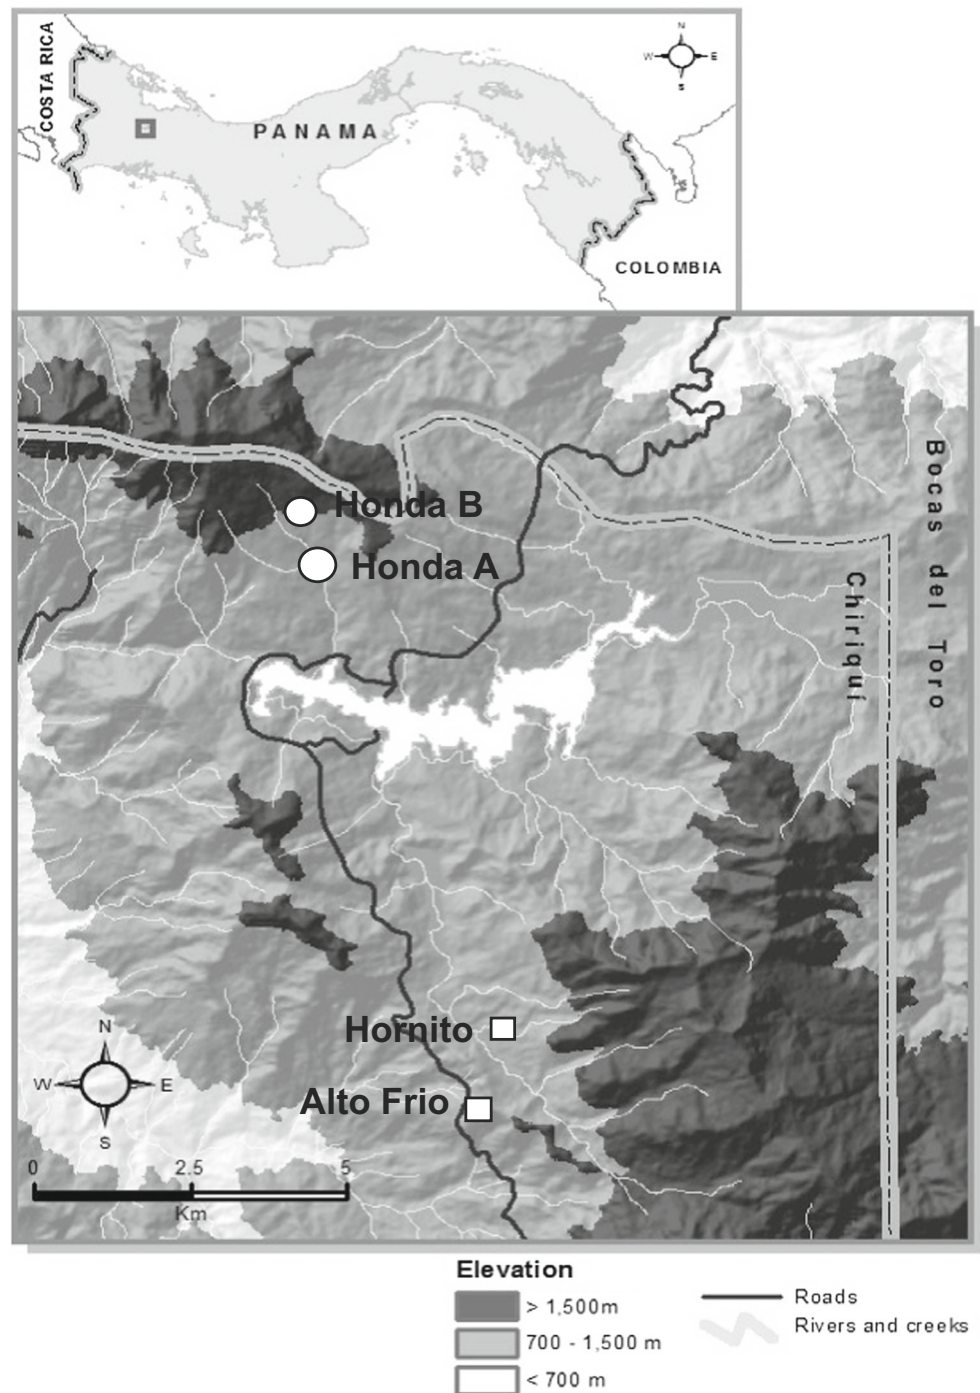 COSTA RICA
N
W E
S
PANAMA
COLOMBIA
Bocas del Toro
Honda B
Honda A
Chiriquí
Hornito
N
W E
S
Alto Frio
0 2.5 5
Km
Elevation
> 1,500m
700 - 1,500 m
< 700 m
Roads
Rivers and creeks